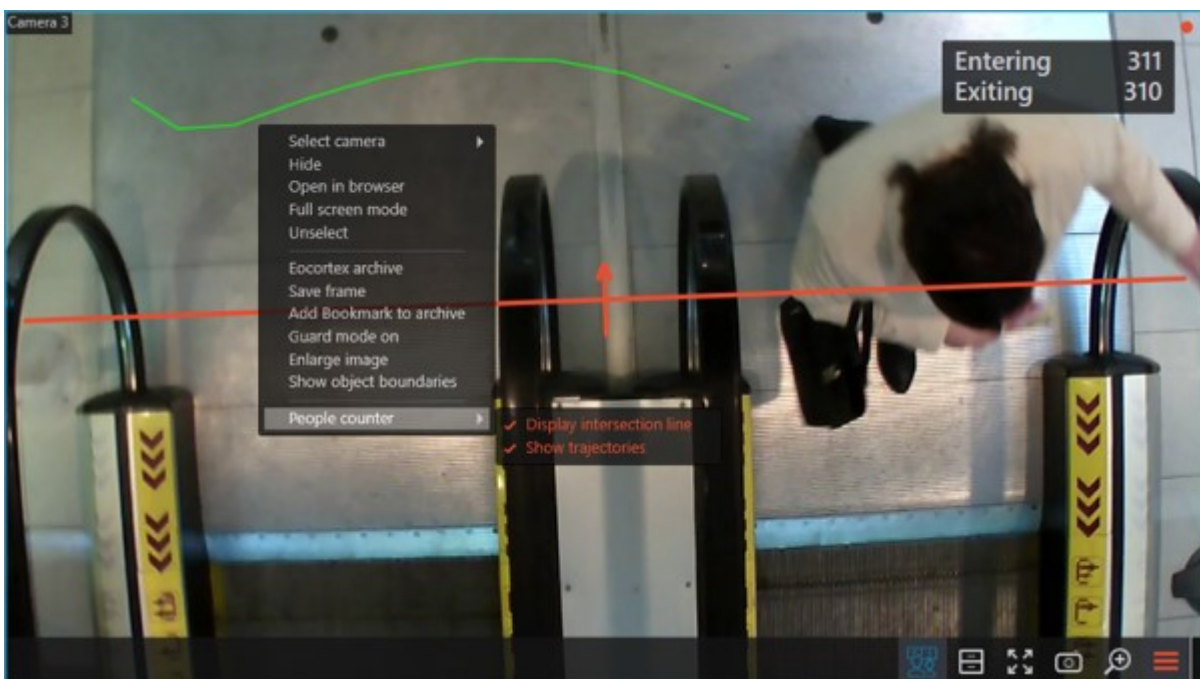 Camera 3
Entering 311
Exiting 310
Select camera
Hide
Open in browser
Full screen mode
Unselect
Eocortex archive
Save frame
Add Bookmark to archive
Guard mode on
Enlarge image
Show object boundaries
People counter
Display intersection line
Show trajectories